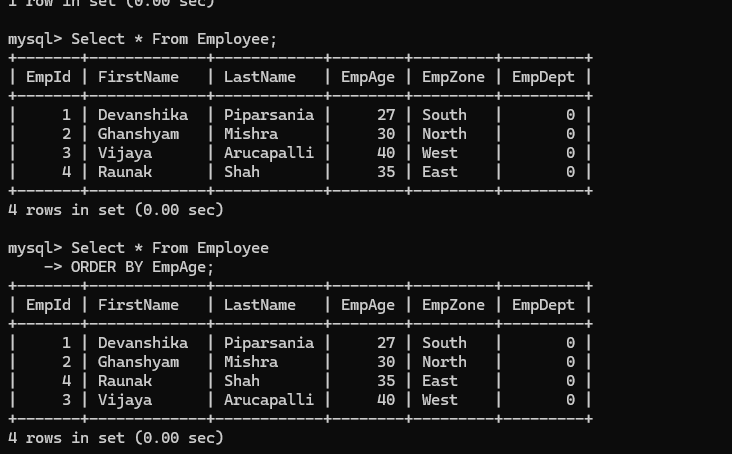 1 row in set (0.00 sec)
mysql> Select * From Employee;
+-------+------------+------------+--------+---------+---------+
| EmpId | FirstName  | LastName   | EmpAge | EmpZone | EmpDept |
+-------+------------+------------+--------+---------+---------+
|     1 | Devanshika | Piparsania |     27 | South   |       0 |
|     2 | Ghanshyam  | Mishra     |     30 | North   |       0 |
|     3 | Vijaya     | Arucapalli |     40 | West    |       0 |
|     4 | Raunak     | Shah       |     35 | East    |       0 |
+-------+------------+------------+--------+---------+---------+
4 rows in set (0.00 sec)
mysql> Select * From Employee
    -> ORDER BY EmpAge;
+-------+------------+------------+--------+---------+---------+
| EmpId | FirstName  | LastName   | EmpAge | EmpZone | EmpDept |
+-------+------------+------------+--------+---------+---------+
|     1 | Devanshika | Piparsania |     27 | South   |       0 |
|     2 | Ghanshyam  | Mishra     |     30 | North   |       0 |
|     4 | Raunak     | Shah       |     35 | East    |       0 |
|     3 | Vijaya     | Arucapalli |     40 | West    |       0 |
+-------+------------+------------+--------+---------+---------+
4 rows in set (0.00 sec)